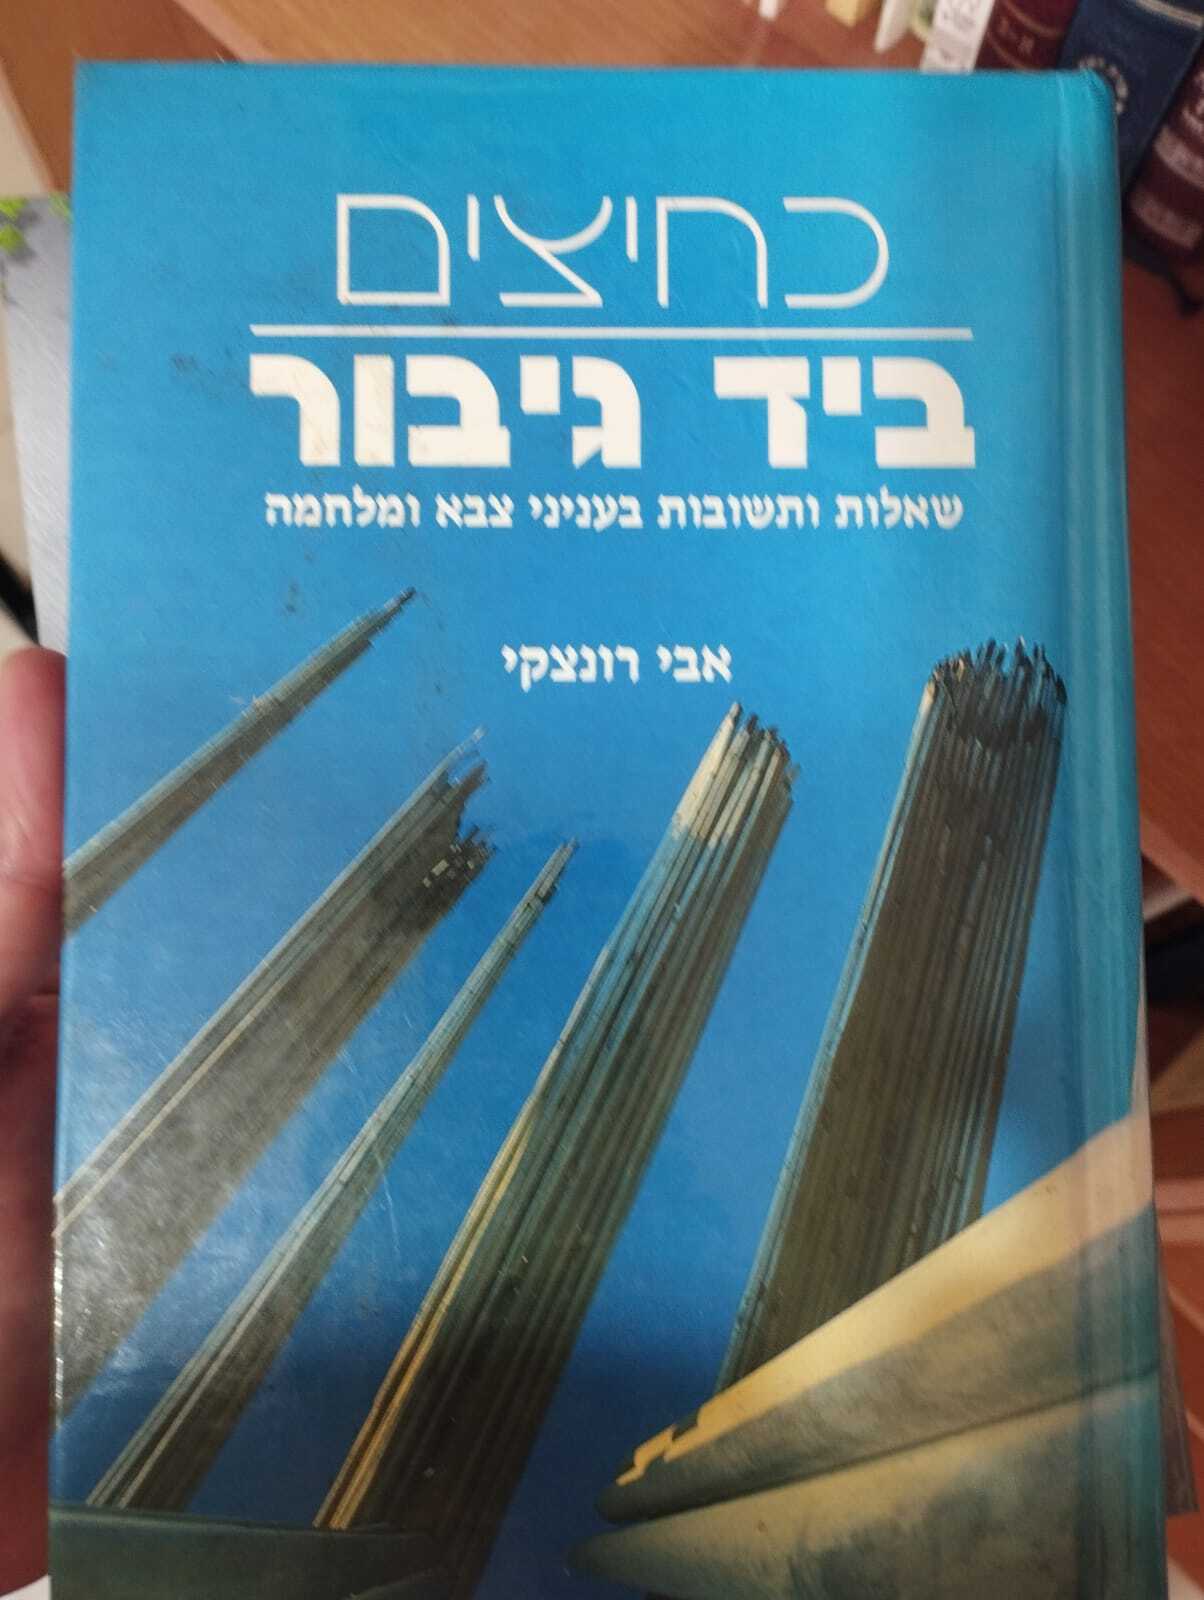 כחיצים
ביד גיבור
שאלות ותשובות בעניני צבא ומלחמה
אבי רונצקי